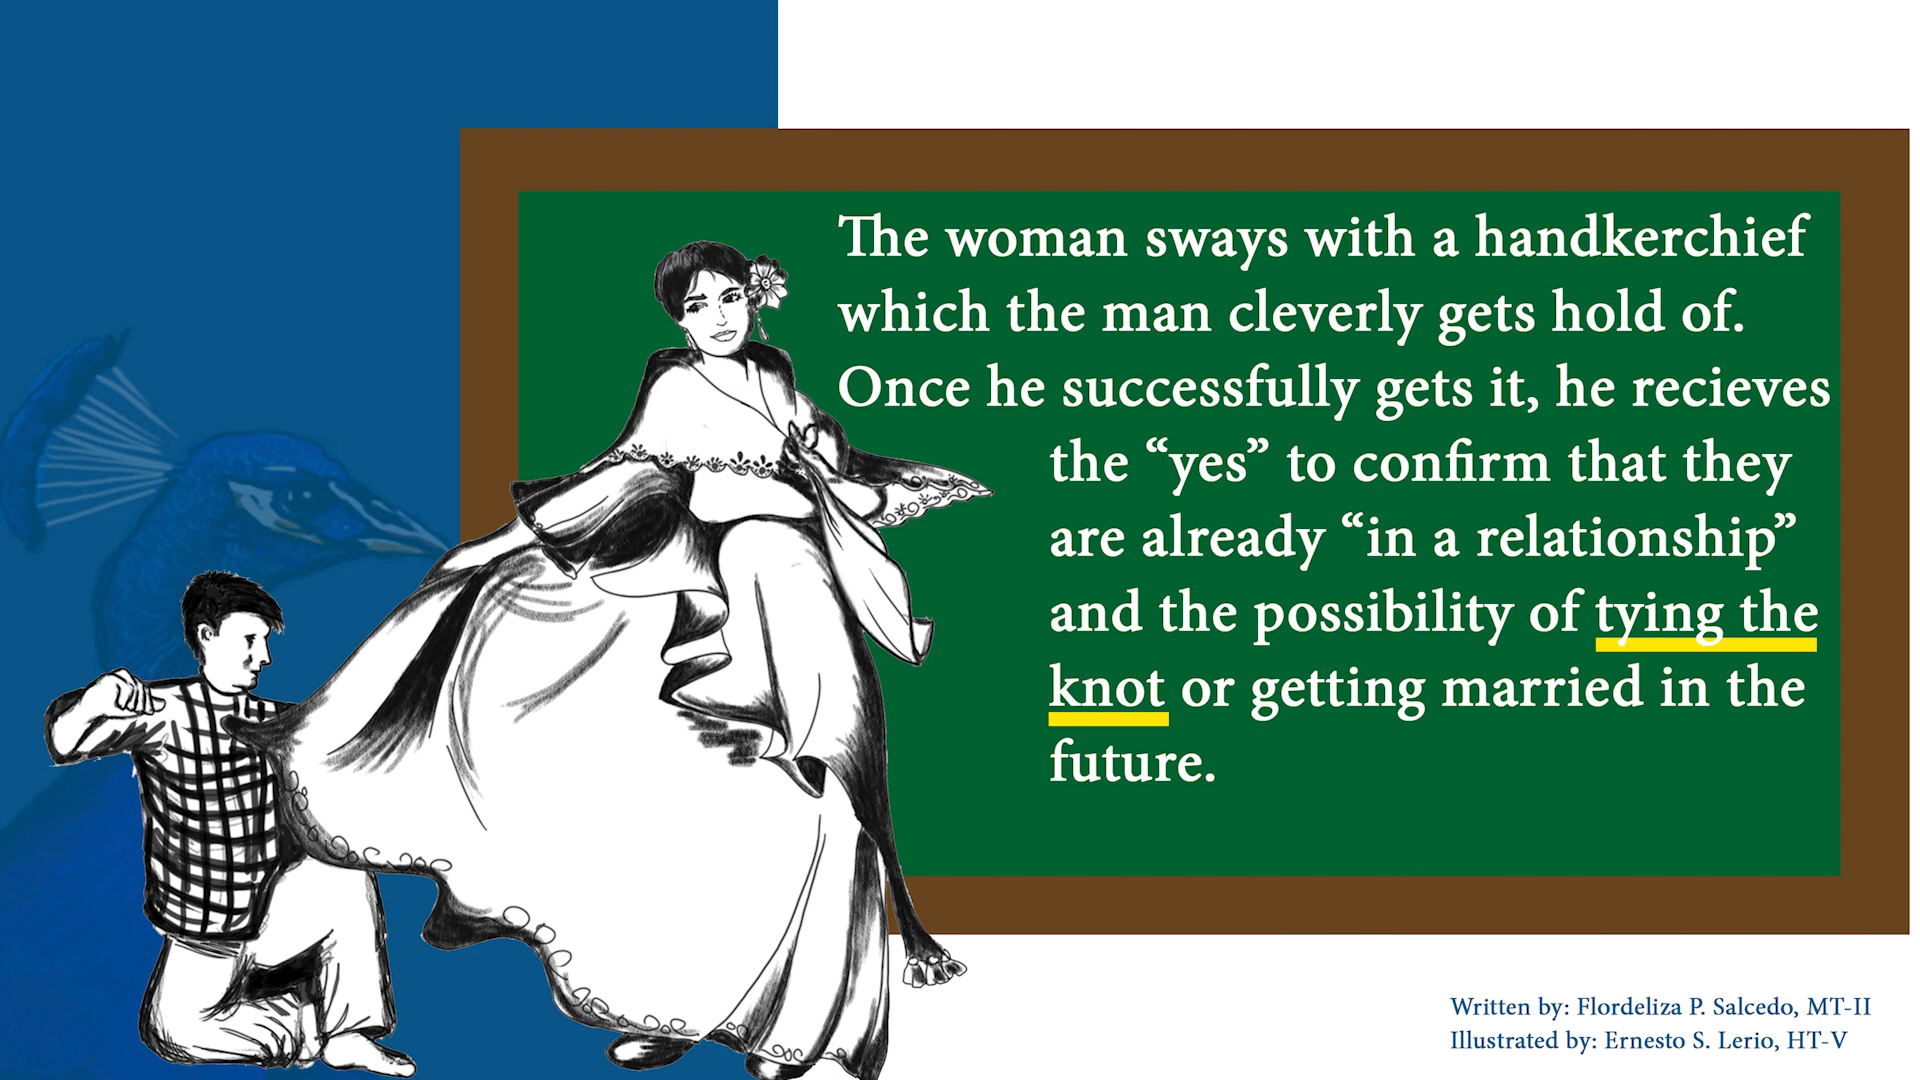 The woman sways with a handkerchief
which the man cleverly gets hold of.
Once he successfully gets it, he recieves
the “yes” to confirm that they
are already “in a relationship”
and the possibility of tying the
knot or getting married in the
future.
Written by: Flordeliza P. Salcedo, MT-II
Illustrated by: Ernesto S. Lerio, HT-V